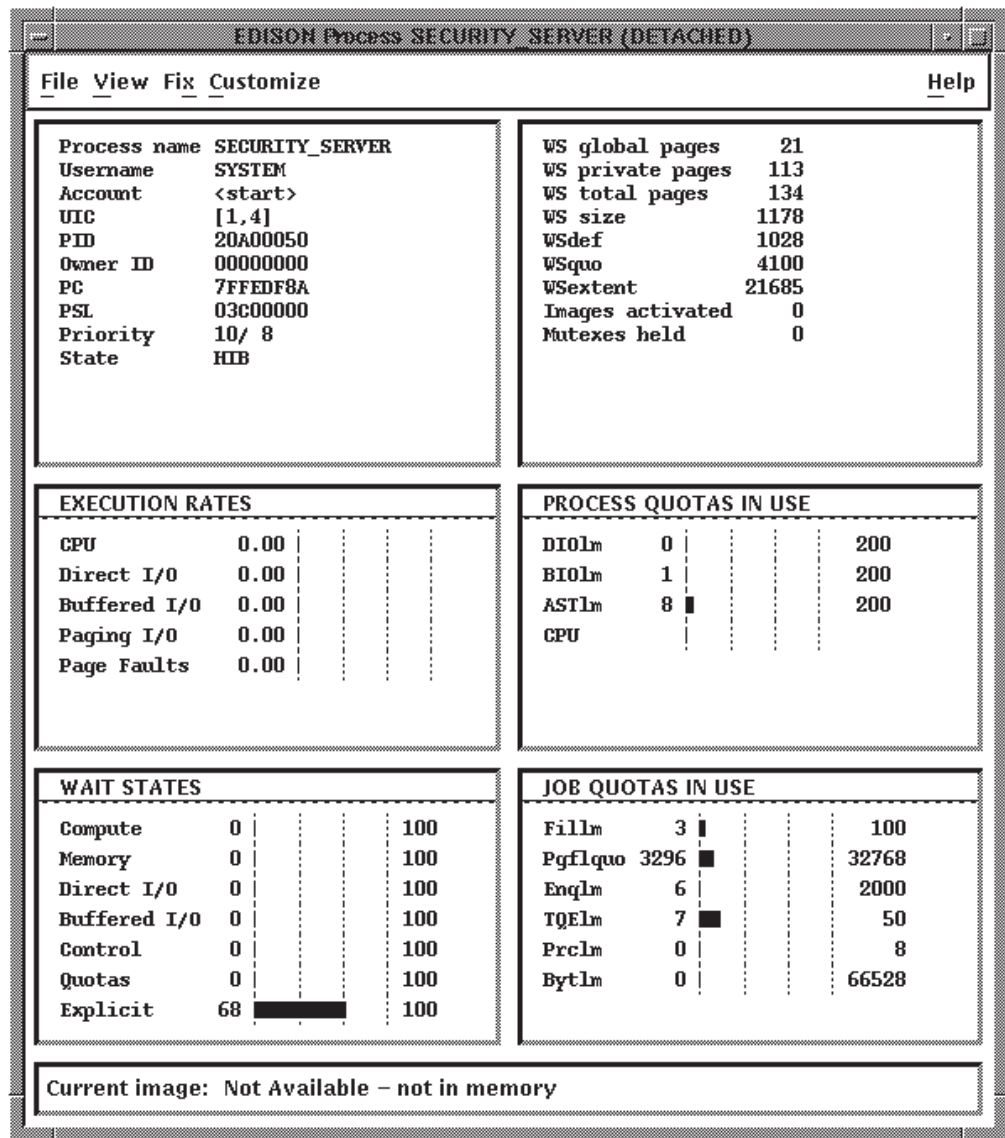 EDISON Process SECURITY_SERVER (DETACHED)
File View Fix Customize Help
Process name SECURITY_SERVER
Username SYSTEM
Account <start>
UIC [1,4]
PID 20A00050
Owner ID 00000000
PC 7FFEDF8A
PSL 03C00000
Priority 10/ 8
State HIB
WS global pages 21
WS private pages 113
WS total pages 134
WS size 1178
WSdef 1028
WSquo 4100
WSextent 21685
Images activated 0
Mutexes held 0
EXECUTION RATES
CPU 0.00
Direct I/O 0.00
Buffered I/O 0.00
Paging I/O 0.00
Page Faults 0.00
PROCESS QUOTAS IN USE
DIOlm 0 200
BIOlm 1 200
ASTlm 8 200
CPU
WAIT STATES
Compute 0 100
Memory 0 100
Direct I/O 0 100
Buffered I/O 0 100
Control 0 100
Quotas 0 100
Explicit 68 100
JOB QUOTAS IN USE
Fillm 3 100
Pgflquo 3296 32768
Enqlm 6 2000
TQElm 7 50
Prclm 0 8
Bytlm 0 66528
Current image: Not Available – not in memory